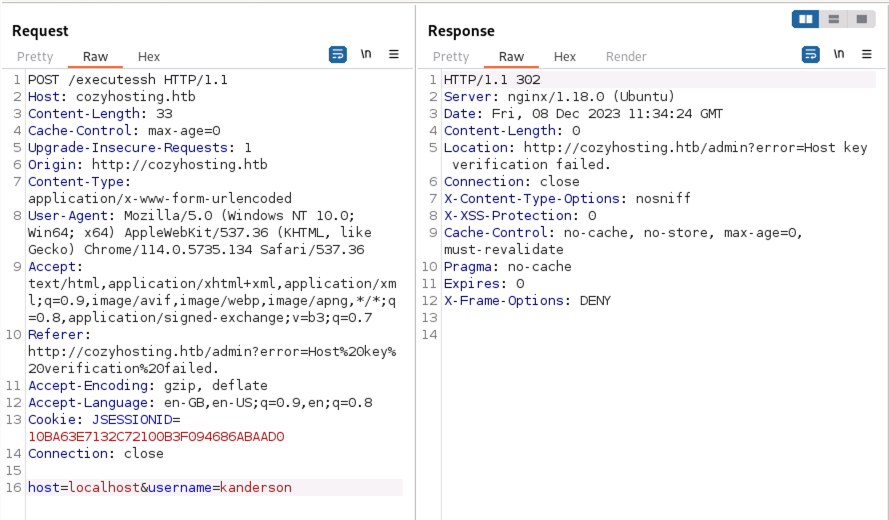 Request
Pretty Raw Hex \n
1 POST /executessh HTTP/1.1
2 Host: cozyhosting.htb
3 Content-Length: 33
4 Cache-Control: max-age=0
5 Upgrade-Insecure-Requests: 1
6 Origin: http://cozyhosting.htb
7 Content-Type:
application/x-www-form-urlencoded
8 User-Agent: Mozilla/5.0 (Windows NT 10.0;
Win64; x64) AppleWebKit/537.36 (KHTML, like
Gecko) Chrome/114.0.5735.134 Safari/537.36
9 Accept:
text/html,application/xhtml+xml,application/xm
l;q=0.9,image/avif,image/webp,image/apng,*/*;q
=0.8,application/signed-exchange;v=b3;q=0.7
10 Referer:
http://cozyhosting.htb/admin?error=Host%20key%
20verification%20failed.
11 Accept-Encoding: gzip, deflate
12 Accept-Language: en-GB,en-US;q=0.9,en;q=0.8
13 Cookie: JSESSIONID=
10BA63E7132C72100B3F094686ABAAD0
14 Connection: close
15
16 host=localhost&username=kanderson
Response
Pretty Raw Hex Render \n
1 HTTP/1.1 302
2 Server: nginx/1.18.0 (Ubuntu)
3 Date: Fri, 08 Dec 2023 11:34:24 GMT
4 Content-Length: 0
5 Location: http://cozyhosting.htb/admin?error=Host key
verification failed.
6 Connection: close
7 X-Content-Type-Options: nosniff
8 X-XSS-Protection: 0
9 Cache-Control: no-cache, no-store, max-age=0,
must-revalidate
10 Pragma: no-cache
11 Expires: 0
12 X-Frame-Options: DENY
13
14